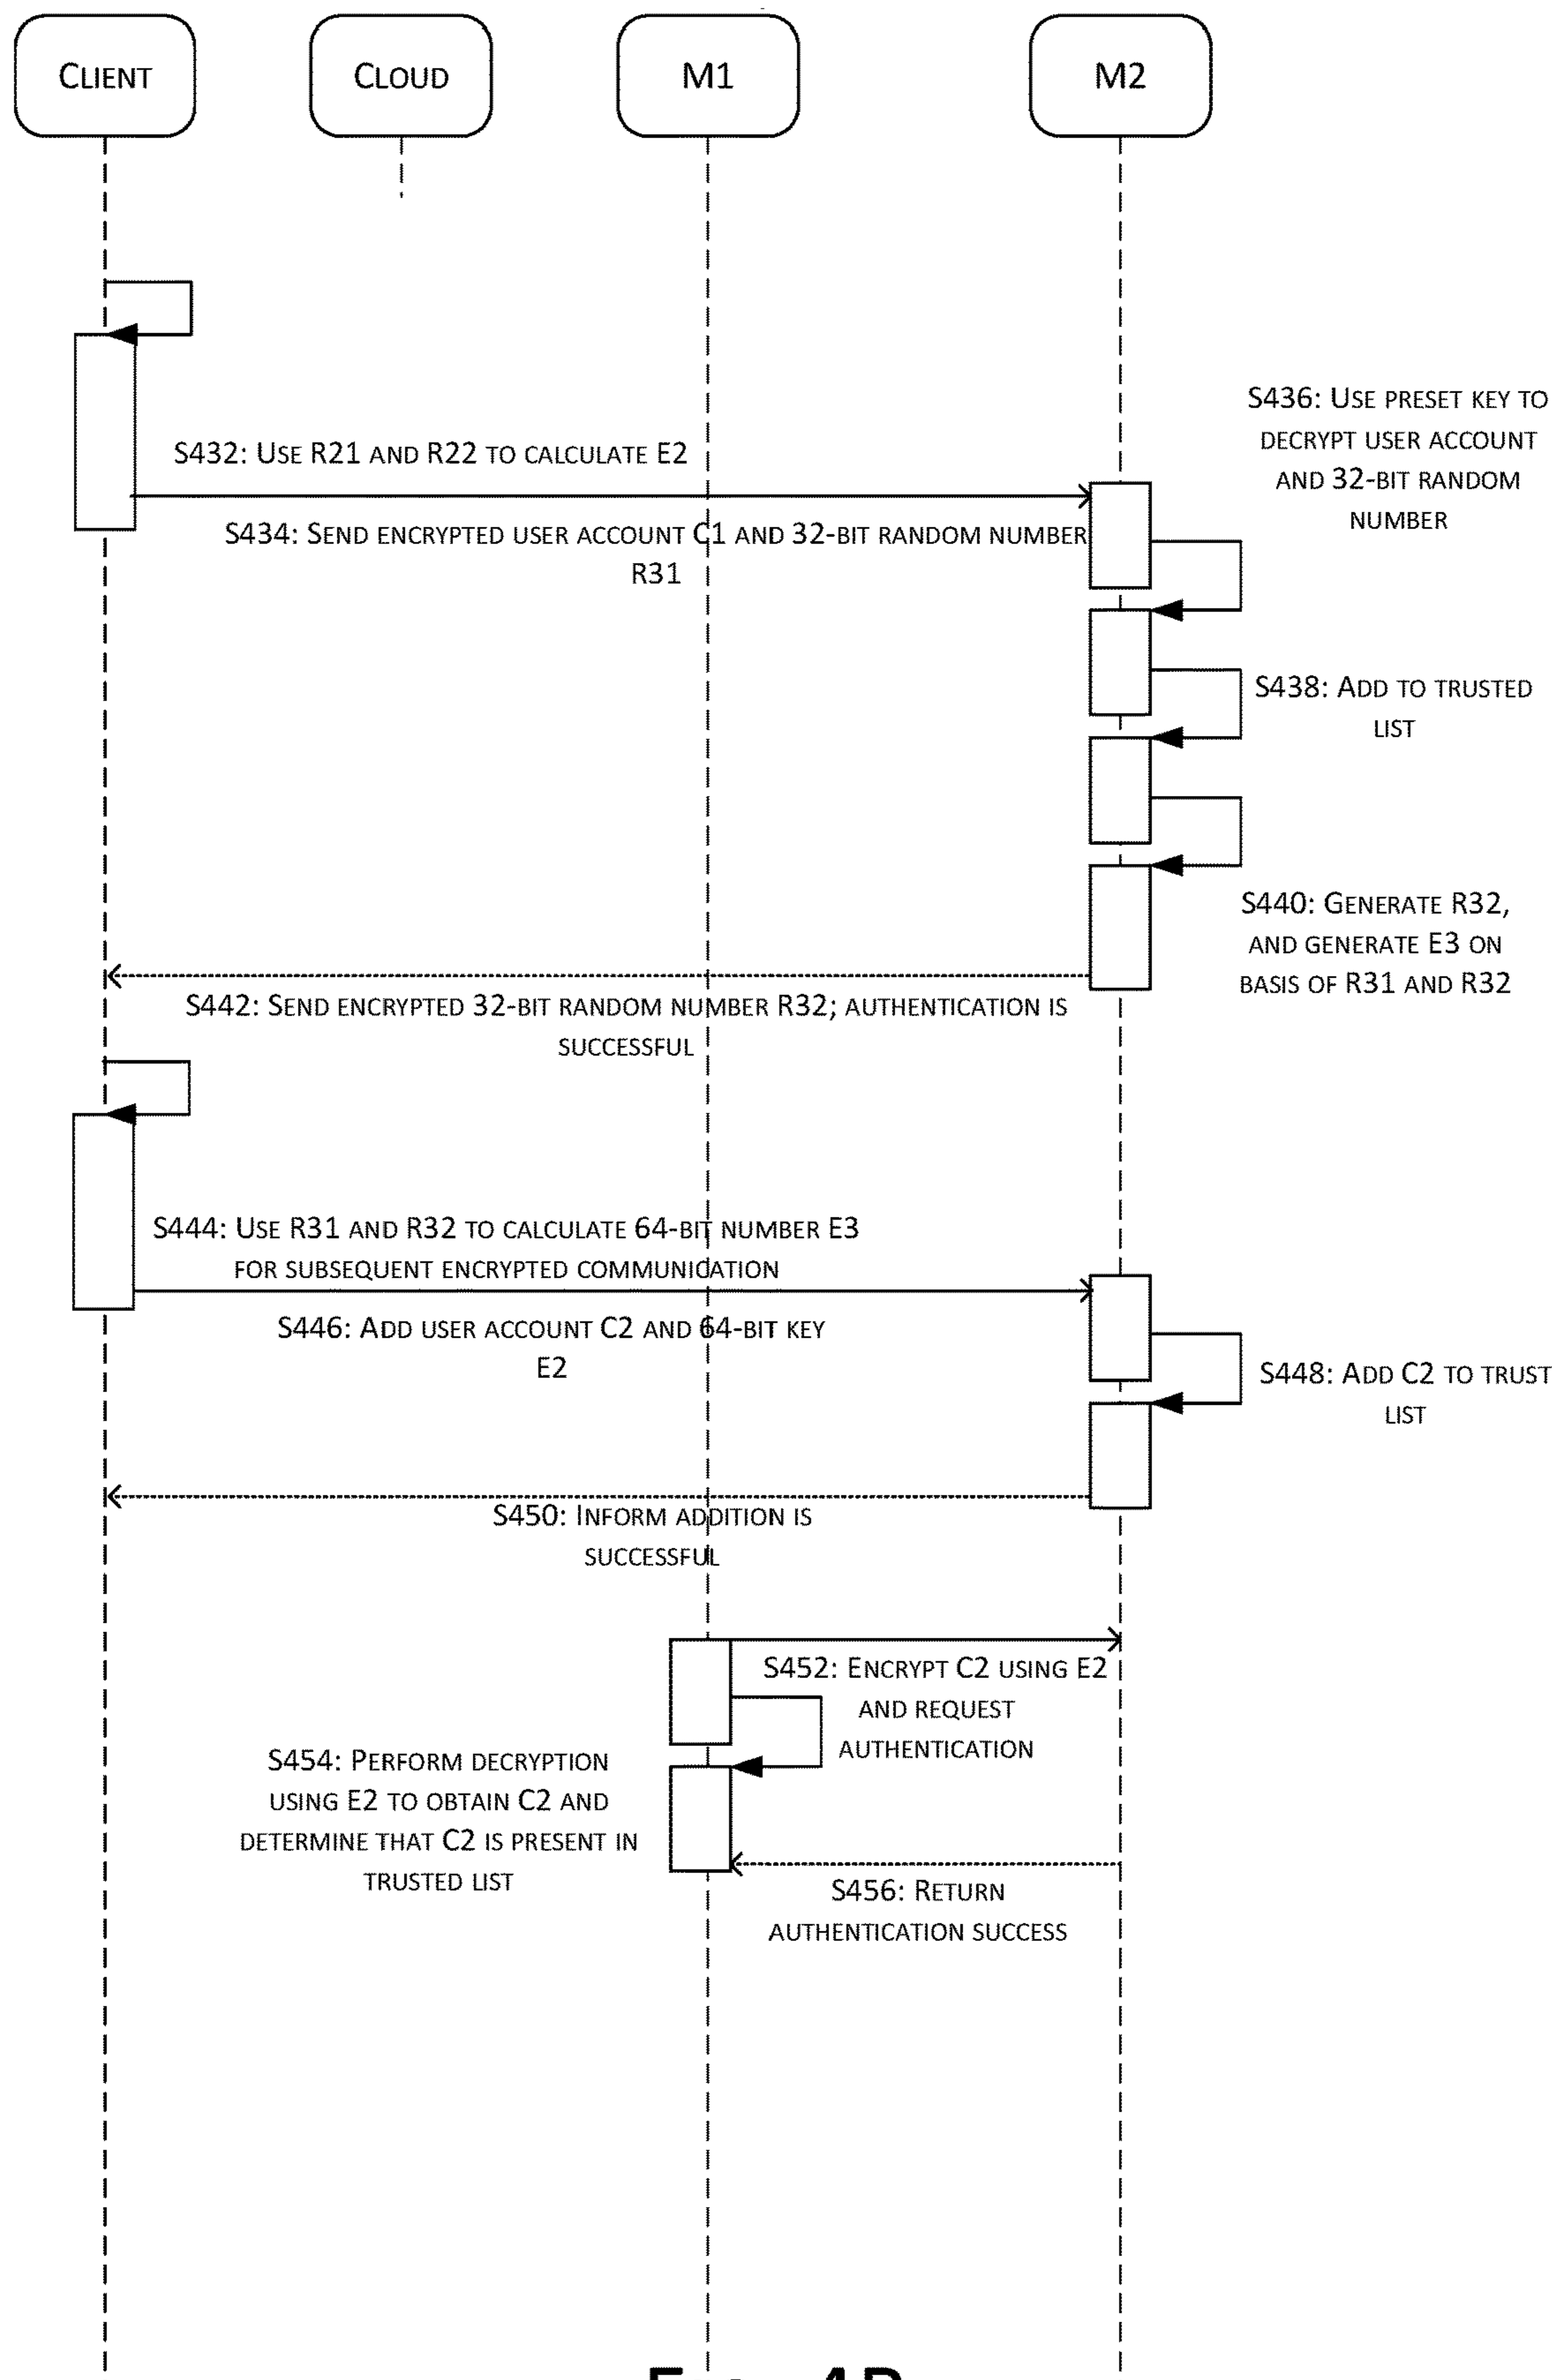 CLIENT
CLOUD
M1
M2
S432: USE R21 AND R22 TO CALCULATE E2
S434: SEND ENCRYPTED USER ACCOUNT C1 AND 32-BIT RANDOM NUMBER
R31
S436: USE PRESET KEY TO
DECRYPT USER ACCOUNT
AND 32-BIT RANDOM
NUMBER
S438: ADD TO TRUSTED
LIST
S440: GENERATE R32,
AND GENERATE E3 ON
BASIS OF R31 AND R32
S442: SEND ENCRYPTED 32-BIT RANDOM NUMBER R32; AUTHENTICATION IS
SUCCESSFUL
S444: USE R31 AND R32 TO CALCULATE 64-BIT NUMBER E3
FOR SUBSEQUENT ENCRYPTED COMMUNICATION
S446: ADD USER ACCOUNT C2 AND 64-BIT KEY
E2
S448: ADD C2 TO TRUST
LIST
S450: INFORM ADDITION IS
SUCCESSFUL
S452: ENCRYPT C2 USING E2
AND REQUEST
AUTHENTICATION
S454: PERFORM DECRYPTION
USING E2 TO OBTAIN C2 AND
DETERMINE THAT C2 IS PRESENT IN
TRUSTED LIST
S456: RETURN
AUTHENTICATION SUCCESS